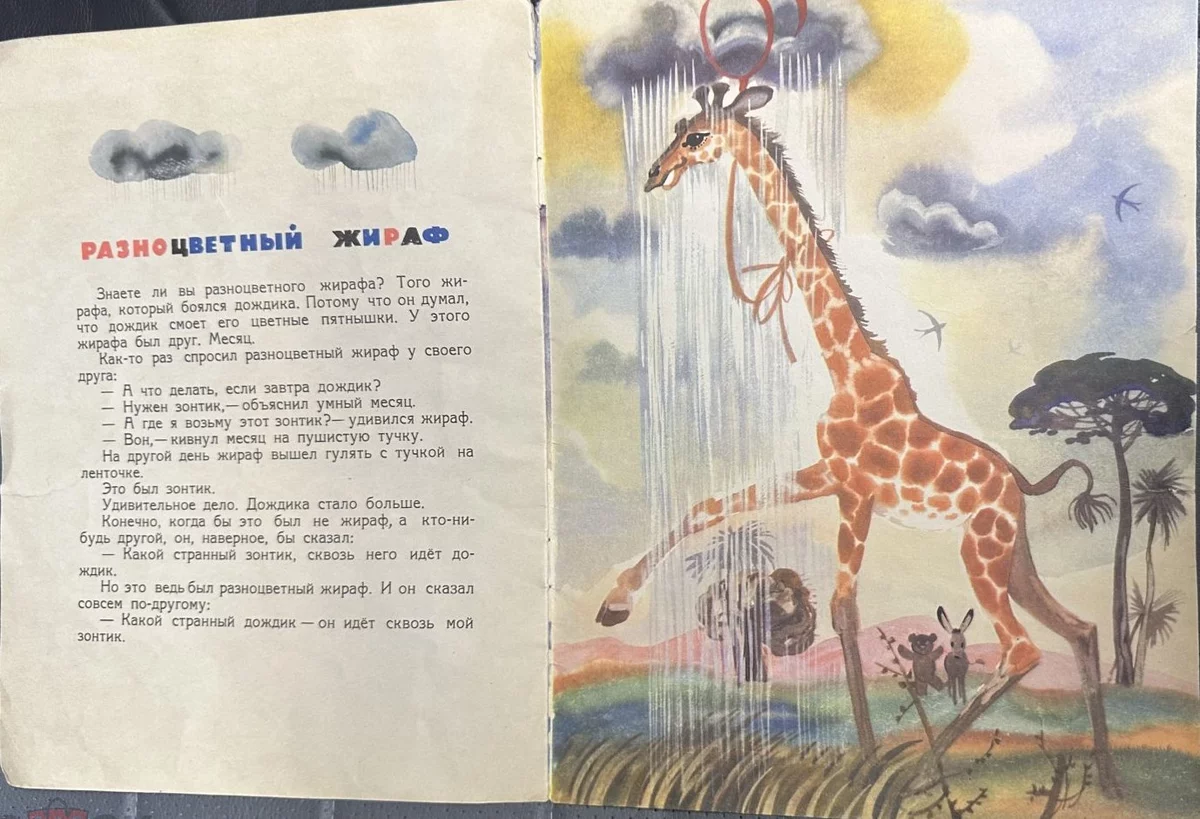 РАЗНОЦВЕТНЫЙ ЖИРАФ
Знаете ли вы разноцветного жирафа? Того жи-
рафа, который боялся дождика. Потому что он думал,
что дождик смоет его цветные пятнышки. У этого
жирафа был друг. Месяц.
Как-то раз спросил разноцветный жираф у своего
друга:
— А что делать, если завтра дождик?
— Нужен зонтик,— объяснил умный месяц.
— А где я возьму этот зонтик?— удивился жираф.
— Вон,— кивнул месяц на пушистую тучку.
На другой день жираф вышел гулять с тучкой на
ленточке.
Это был зонтик.
Удивительное дело. Дождика стало больше.
Конечно, когда бы это был не жираф, а кто-ни-
будь другой, он, наверное, бы сказал:
— Какой странный зонтик, сквозь него идёт до-
ждик.
Но это ведь был разноцветный жираф. И он сказал
совсем по-другому:
— Какой странный дождик — он идёт сквозь мой
зонтик.